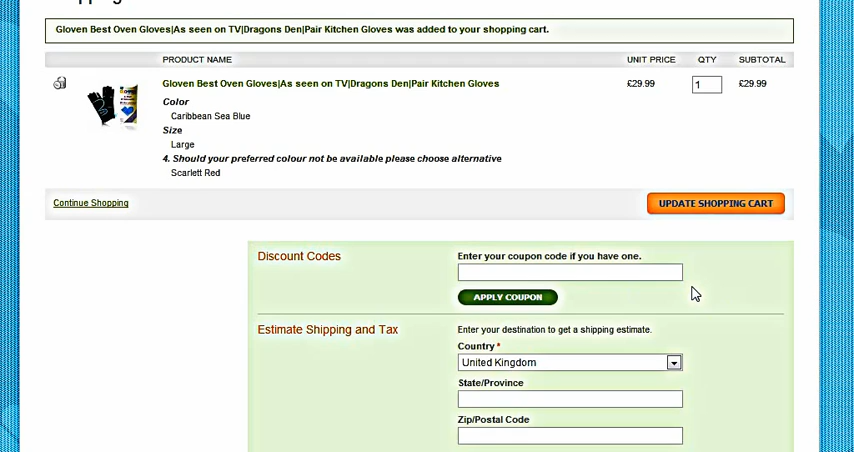 Gloven Best Oven Gloves|As seen on TV|Dragons Den|Pair Kitchen Gloves was added to your shopping cart.
PRODUCT NAME UNIT PRICE QTY SUBTOTAL
Gloven Best Oven Gloves|As seen on TV|Dragons Den|Pair Kitchen Gloves £29.99 1 £29.99
Color
Caribbean Sea Blue
Size
Large
4. Should your preferred colour not be available please choose alternative
Scarlett Red
Continue Shopping UPDATE SHOPPING CART
Discount Codes Enter your coupon code if you have one.
APPLY COUPON
Estimate Shipping and Tax Enter your destination to get a shipping estimate.
Country *
United Kingdom
State/Province
Zip/Postal Code